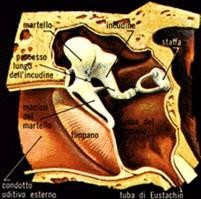 martello
incudine
staffa
processo
lungo
dell'incudine
manico
del
martello
timpano
condotto
uditivo esterno
tuba di Eustachio